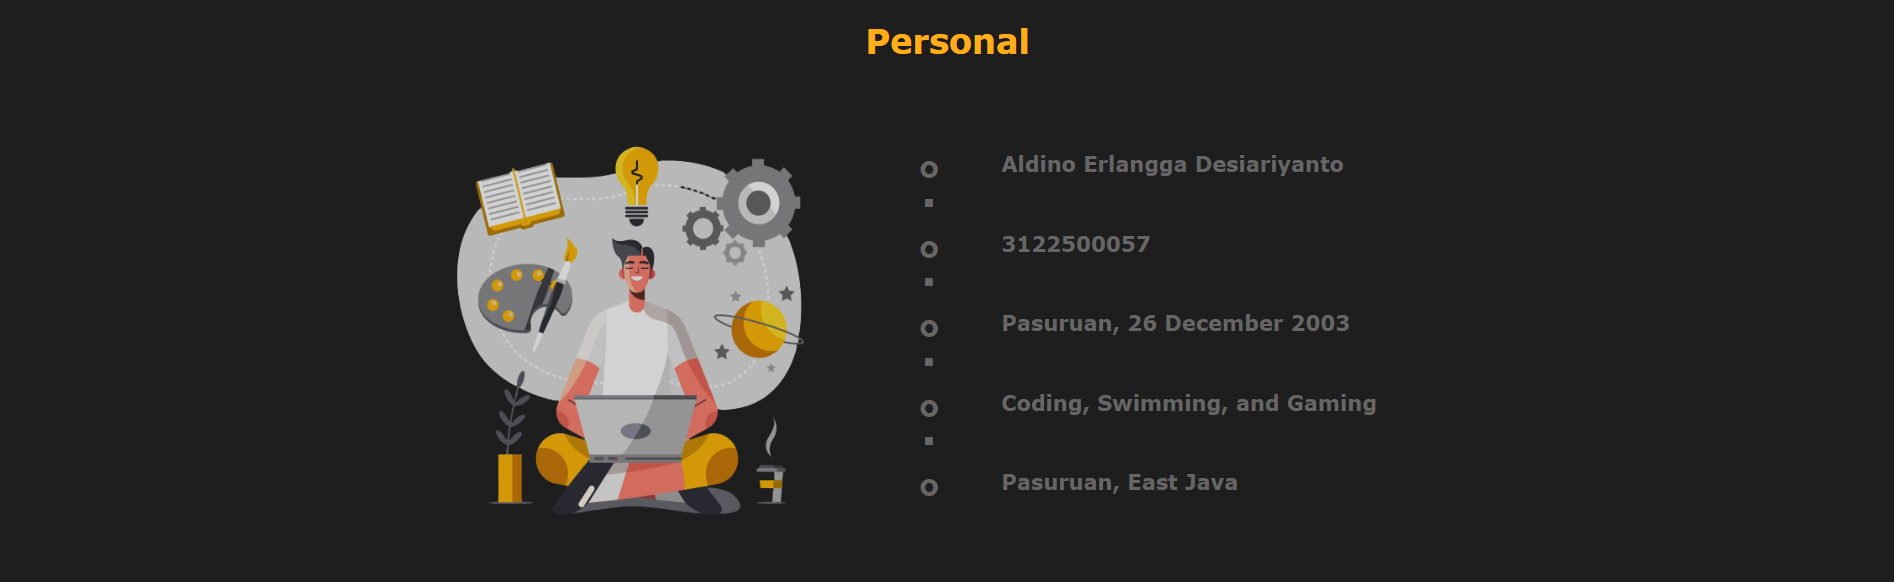 Personal
Aldino Erlangga Desiariyanto
3122500057
Pasuruan, 26 December 2003
Coding, Swimming, and Gaming
Pasuruan, East Java